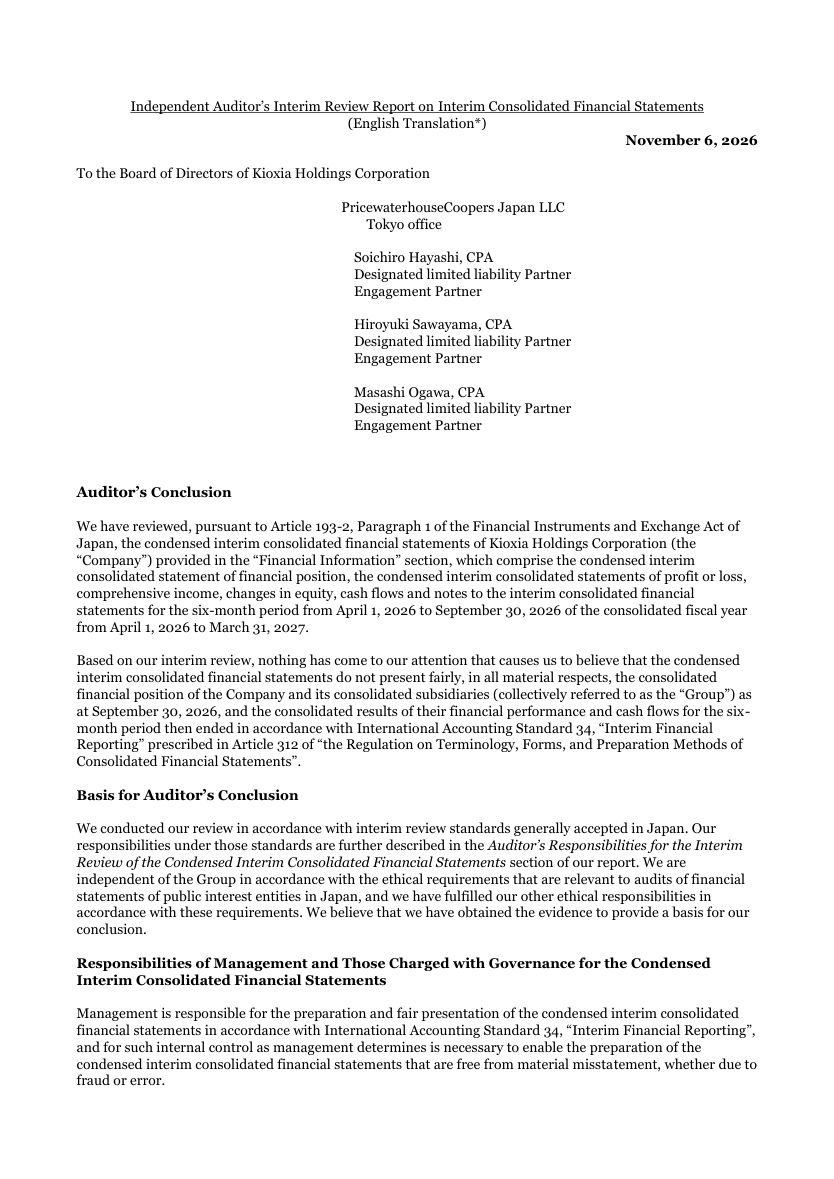 Independent Auditor’s Interim Review Report on Interim Consolidated Financial Statements
(English Translation*)
November 6, 2026
To the Board of Directors of Kioxia Holdings Corporation
PricewaterhouseCoopers Japan LLC
Tokyo office
Soichiro Hayashi, CPA
Designated limited liability Partner
Engagement Partner
Hiroyuki Sawayama, CPA
Designated limited liability Partner
Engagement Partner
Masashi Ogawa, CPA
Designated limited liability Partner
Engagement Partner
Auditor’s Conclusion
We have reviewed, pursuant to Article 193-2, Paragraph 1 of the Financial Instruments and Exchange Act of
Japan, the condensed interim consolidated financial statements of Kioxia Holdings Corporation (the
“Company”) provided in the “Financial Information” section, which comprise the condensed interim
consolidated statement of financial position, the condensed interim consolidated statements of profit or loss,
comprehensive income, changes in equity, cash flows and notes to the interim consolidated financial
statements for the six-month period from April 1, 2026 to September 30, 2026 of the consolidated fiscal year
from April 1, 2026 to March 31, 2027.
Based on our interim review, nothing has come to our attention that causes us to believe that the condensed
interim consolidated financial statements do not present fairly, in all material respects, the consolidated
financial position of the Company and its consolidated subsidiaries (collectively referred to as the “Group”) as
at September 30, 2026, and the consolidated results of their financial performance and cash flows for the six-
month period then ended in accordance with International Accounting Standard 34, “Interim Financial
Reporting” prescribed in Article 312 of “the Regulation on Terminology, Forms, and Preparation Methods of
Consolidated Financial Statements”.
Basis for Auditor’s Conclusion
We conducted our review in accordance with interim review standards generally accepted in Japan. Our
responsibilities under those standards are further described in the Auditor’s Responsibilities for the Interim
Review of the Condensed Interim Consolidated Financial Statements section of our report. We are
independent of the Group in accordance with the ethical requirements that are relevant to audits of financial
statements of public interest entities in Japan, and we have fulfilled our other ethical responsibilities in
accordance with these requirements. We believe that we have obtained the evidence to provide a basis for our
conclusion.
Responsibilities of Management and Those Charged with Governance for the Condensed
Interim Consolidated Financial Statements
Management is responsible for the preparation and fair presentation of the condensed interim consolidated
financial statements in accordance with International Accounting Standard 34, “Interim Financial Reporting”,
and for such internal control as management determines is necessary to enable the preparation of the
condensed interim consolidated financial statements that are free from material misstatement, whether due to
fraud or error.